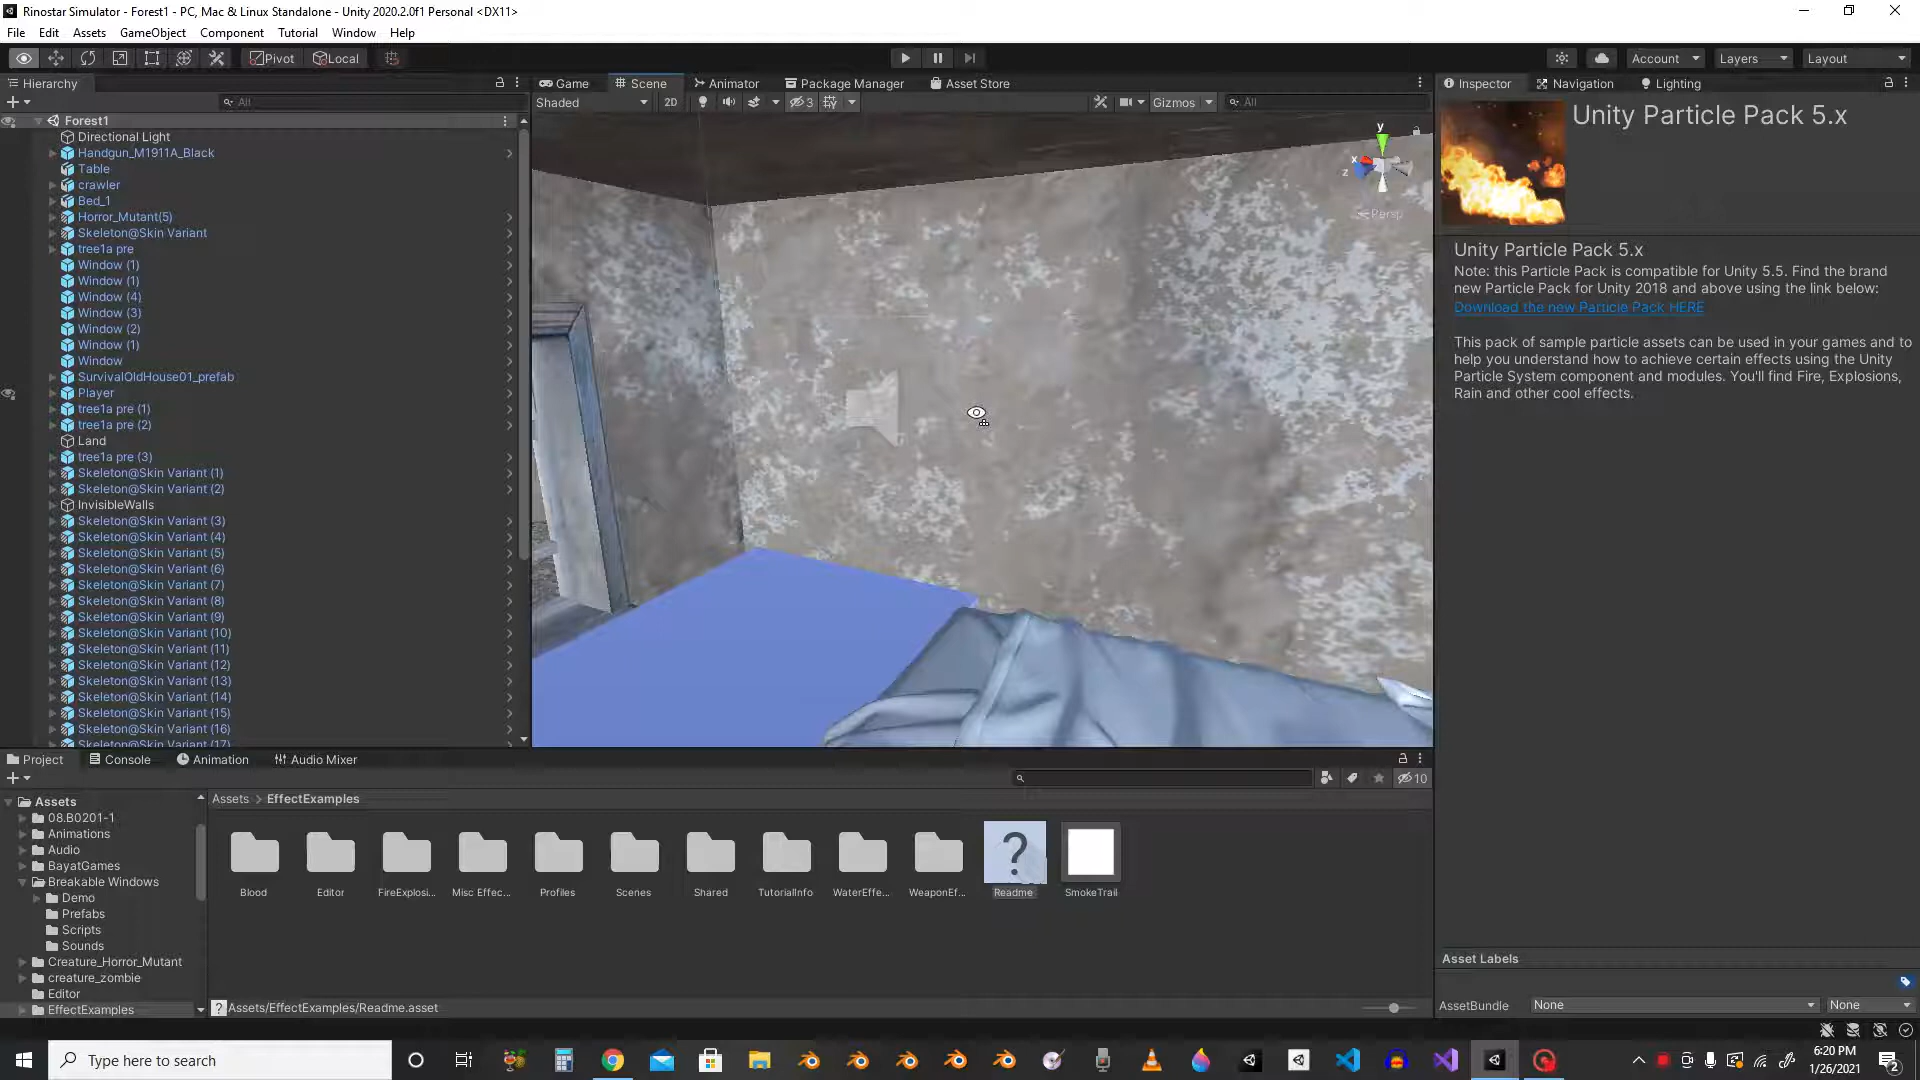 Rinostar Simulator - Forest1 - PC, Mac & Linux Standalone - Unity 2020.2.0f1 Personal <DX11>
File Edit Assets GameObject Component Tutorial Window Help
Pivot Local Account Layers Layout
Hierarchy
Game Scene Animator Package Manager Asset Store
Inspector Navigation Lighting
All
Shaded 2D 3 Gizmos All
Forest1
Directional Light
Handgun_M1911A_Black
Table
crawler
Bed_1
Horror_Mutant(5)
Skeleton@Skin Variant
tree1a pre
Window (1)
Window (1)
Window (4)
Window (3)
Window (2)
Window (1)
Window
SurvivalOldHouse01_prefab
Player
tree1a pre (1)
tree1a pre (2)
Land
tree1a pre (3)
Skeleton@Skin Variant (1)
Skeleton@Skin Variant (2)
InvisibleWalls
Skeleton@Skin Variant (3)
Skeleton@Skin Variant (4)
Skeleton@Skin Variant (5)
Skeleton@Skin Variant (6)
Skeleton@Skin Variant (7)
Skeleton@Skin Variant (8)
Skeleton@Skin Variant (9)
Skeleton@Skin Variant (10)
Skeleton@Skin Variant (11)
Skeleton@Skin Variant (12)
Skeleton@Skin Variant (13)
Skeleton@Skin Variant (14)
Skeleton@Skin Variant (15)
Skeleton@Skin Variant (16)
Skeleton@Skin Variant (17)
y
x
z
Persp
Unity Particle Pack 5.x
Unity Particle Pack 5.x
Note: this Particle Pack is compatible for Unity 5.5. Find the brand
new Particle Pack for Unity 2018 and above using the link below:
Download the new Particle Pack HERE
This pack of sample particle assets can be used in your games and to
help you understand how to achieve certain effects using the Unity
Particle System component and modules. You'll find Fire, Explosions,
Rain and other cool effects.
Project Console Animation Audio Mixer
10
Assets
08.B0201-1
Animations
Audio
BayatGames
Breakable Windows
Demo
Prefabs
Scripts
Sounds
Creature_Horror_Mutant
creature_zombie
Editor
EffectExamples
Assets > EffectExamples
Blood Editor FireExplosi... Misc Effec... Profiles Scenes Shared TutorialInfo WaterEffe... WeaponEf... Readme SmokeTrail
Assets/EffectExamples/Readme.asset
Asset Labels
AssetBundle None None
Type here to search
6:20 PM
1/26/2021
2